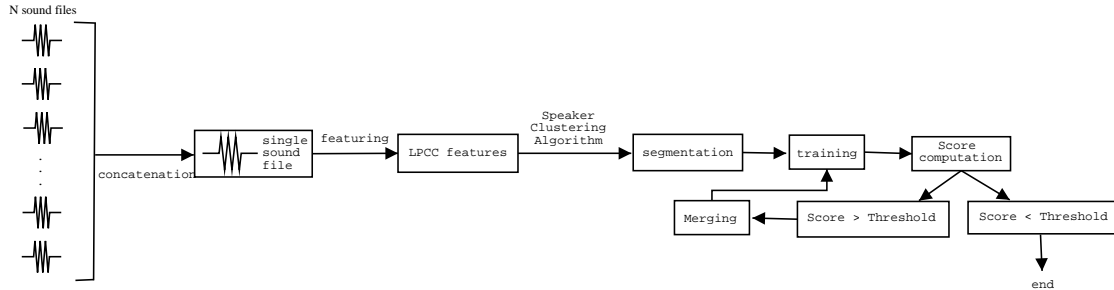 N sound files
concatenation
single
sound
file
featuring
LPCC features
Speaker
Clustering
Algorithm
segmentation
training
Score
computation
Merging
Score > Threshold
Score < Threshold
end